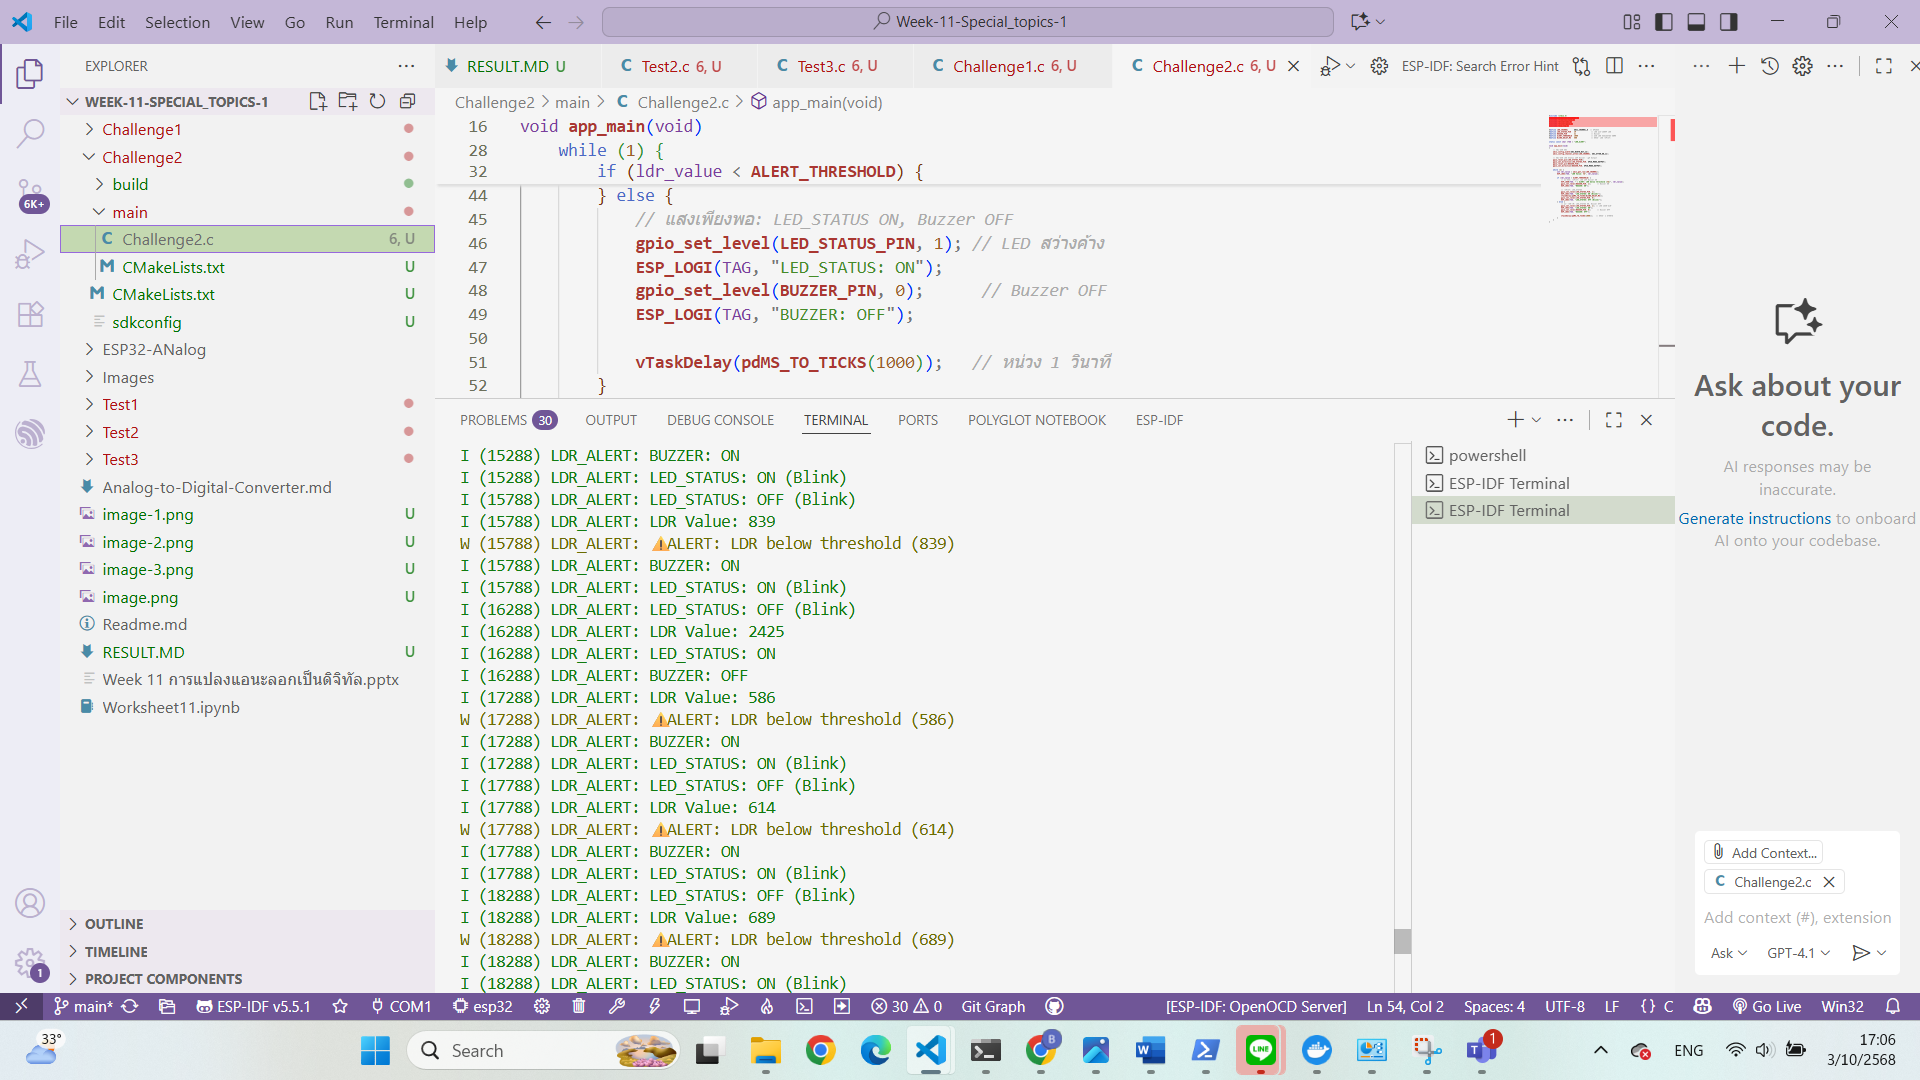 File Edit Selection View Go Run Terminal Help
Week-11-Special_topics-1
EXPLORER
WEEK-11-SPECIAL_TOPICS-1
Challenge1
Challenge2
build
main
Challenge2.c 6, U
CMakeLists.txt U
CMakeLists.txt U
sdkconfig U
ESP32-ANalog
Images
Test1
Test2
Test3
Analog-to-Digital-Converter.md
image-1.png U
image-2.png U
image-3.png U
image.png U
Readme.md
RESULT.MD U
Week 11 การแปลงแอนะลอกเป็นดิจิทัล.pptx
Worksheet11.ipynb
OUTLINE
TIMELINE
PROJECT COMPONENTS
6K+
1
RESULT.MD U
Test2.c 6, U
Test3.c 6, U
Challenge1.c 6, U
Challenge2.c 6, U
ESP-IDF: Search Error Hint
Challenge2 > main > C Challenge2.c > app_main(void)
16 void app_main(void)
28 while (1) {
32 if (ldr_value < ALERT_THRESHOLD) {
44 } else {
45 // แสงเพียงพอ: LED_STATUS ON, Buzzer OFF
46 gpio_set_level(LED_STATUS_PIN, 1); // LED สว่างค้าง
47 ESP_LOGI(TAG, "LED_STATUS: ON");
48 gpio_set_level(BUZZER_PIN, 0); // Buzzer OFF
49 ESP_LOGI(TAG, "BUZZER: OFF");
50
51 vTaskDelay(pdMS_TO_TICKS(1000)); // หน่วง 1 วินาที
52 }
PROBLEMS 30 OUTPUT DEBUG CONSOLE TERMINAL PORTS POLYGLOT NOTEBOOK ESP-IDF
I (15288) LDR_ALERT: BUZZER: ON
I (15288) LDR_ALERT: LED_STATUS: ON (Blink)
I (15788) LDR_ALERT: LED_STATUS: OFF (Blink)
I (15788) LDR_ALERT: LDR Value: 839
W (15788) LDR_ALERT: ⚠️ALERT: LDR below threshold (839)
I (15788) LDR_ALERT: BUZZER: ON
I (15788) LDR_ALERT: LED_STATUS: ON (Blink)
I (16288) LDR_ALERT: LED_STATUS: OFF (Blink)
I (16288) LDR_ALERT: LDR Value: 2425
I (16288) LDR_ALERT: LED_STATUS: ON
I (16288) LDR_ALERT: BUZZER: OFF
I (17288) LDR_ALERT: LDR Value: 586
W (17288) LDR_ALERT: ⚠️ALERT: LDR below threshold (586)
I (17288) LDR_ALERT: BUZZER: ON
I (17288) LDR_ALERT: LED_STATUS: ON (Blink)
I (17788) LDR_ALERT: LED_STATUS: OFF (Blink)
I (17788) LDR_ALERT: LDR Value: 614
W (17788) LDR_ALERT: ⚠️ALERT: LDR below threshold (614)
I (17788) LDR_ALERT: BUZZER: ON
I (17788) LDR_ALERT: LED_STATUS: ON (Blink)
I (18288) LDR_ALERT: LED_STATUS: OFF (Blink)
I (18288) LDR_ALERT: LDR Value: 689
W (18288) LDR_ALERT: ⚠️ALERT: LDR below threshold (689)
I (18288) LDR_ALERT: BUZZER: ON
I (18288) LDR_ALERT: LED_STATUS: ON (Blink)
powershell
ESP-IDF Terminal
ESP-IDF Terminal
Ask about your
code.
AI responses may be
inaccurate.
Generate instructions to onboard
AI onto your codebase.
Add Context...
C Challenge2.c
Add context (#), extension
Ask GPT-4.1
main* ESP-IDF v5.5.1 COM1 esp32 30 0 Git Graph [ESP-IDF: OpenOCD Server] Ln 54, Col 2 Spaces: 4 UTF-8 LF {} C Go Live Win32
33°
Search
B
LINE
1
ENG
17:06
3/10/2568